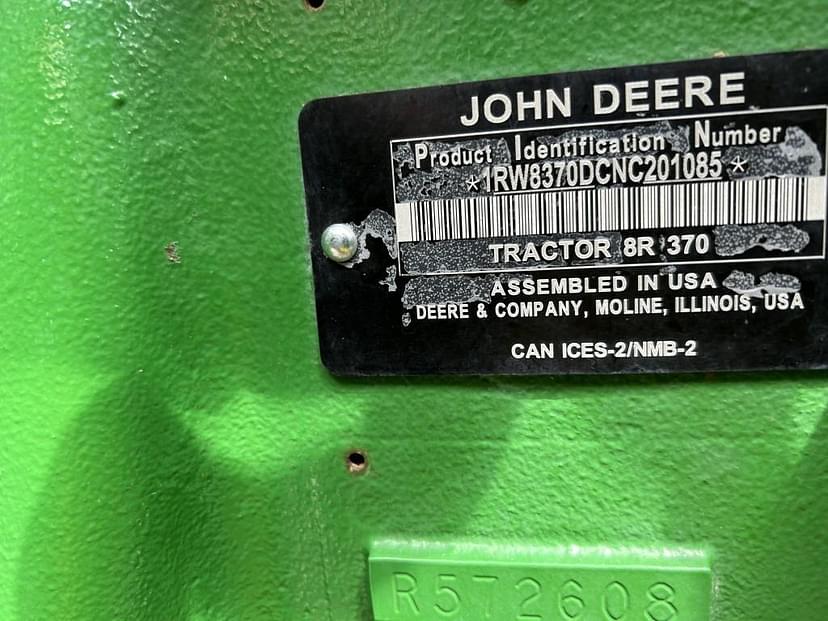 JOHN DEERE
Product Identification Number
*1RW8370DCNC201085*
TRACTOR 8R 370
ASSEMBLED IN USA
DEERE & COMPANY, MOLINE, ILLINOIS, USA
CAN ICES-2/NMB-2
R572608